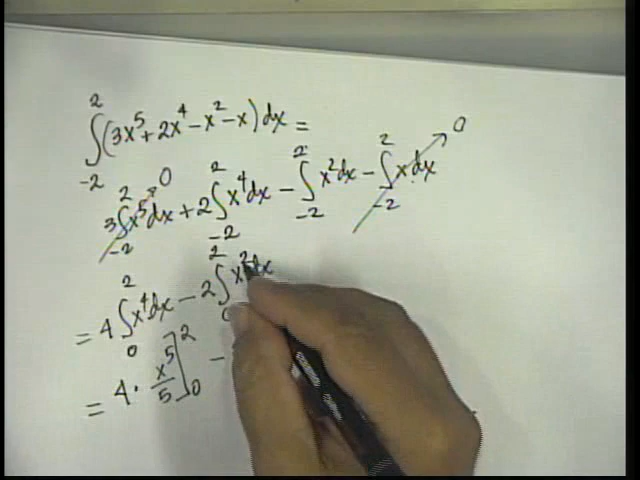 ∫_{-2}^{2} (3x^5 + 2x^4 - x^2 - x) dx =
3∫_{-2}^{2} x^5 dx → 0 + 2∫_{-2}^{2} x^4 dx - ∫_{-2}^{2} x^2 dx - ∫_{-2}^{2} x dx → 0
= 4∫_{0}^{2} x^4 dx - 2∫_{0}^{2} x^2 dx
= 4 · x^5/5 ]_{0}^{2} -